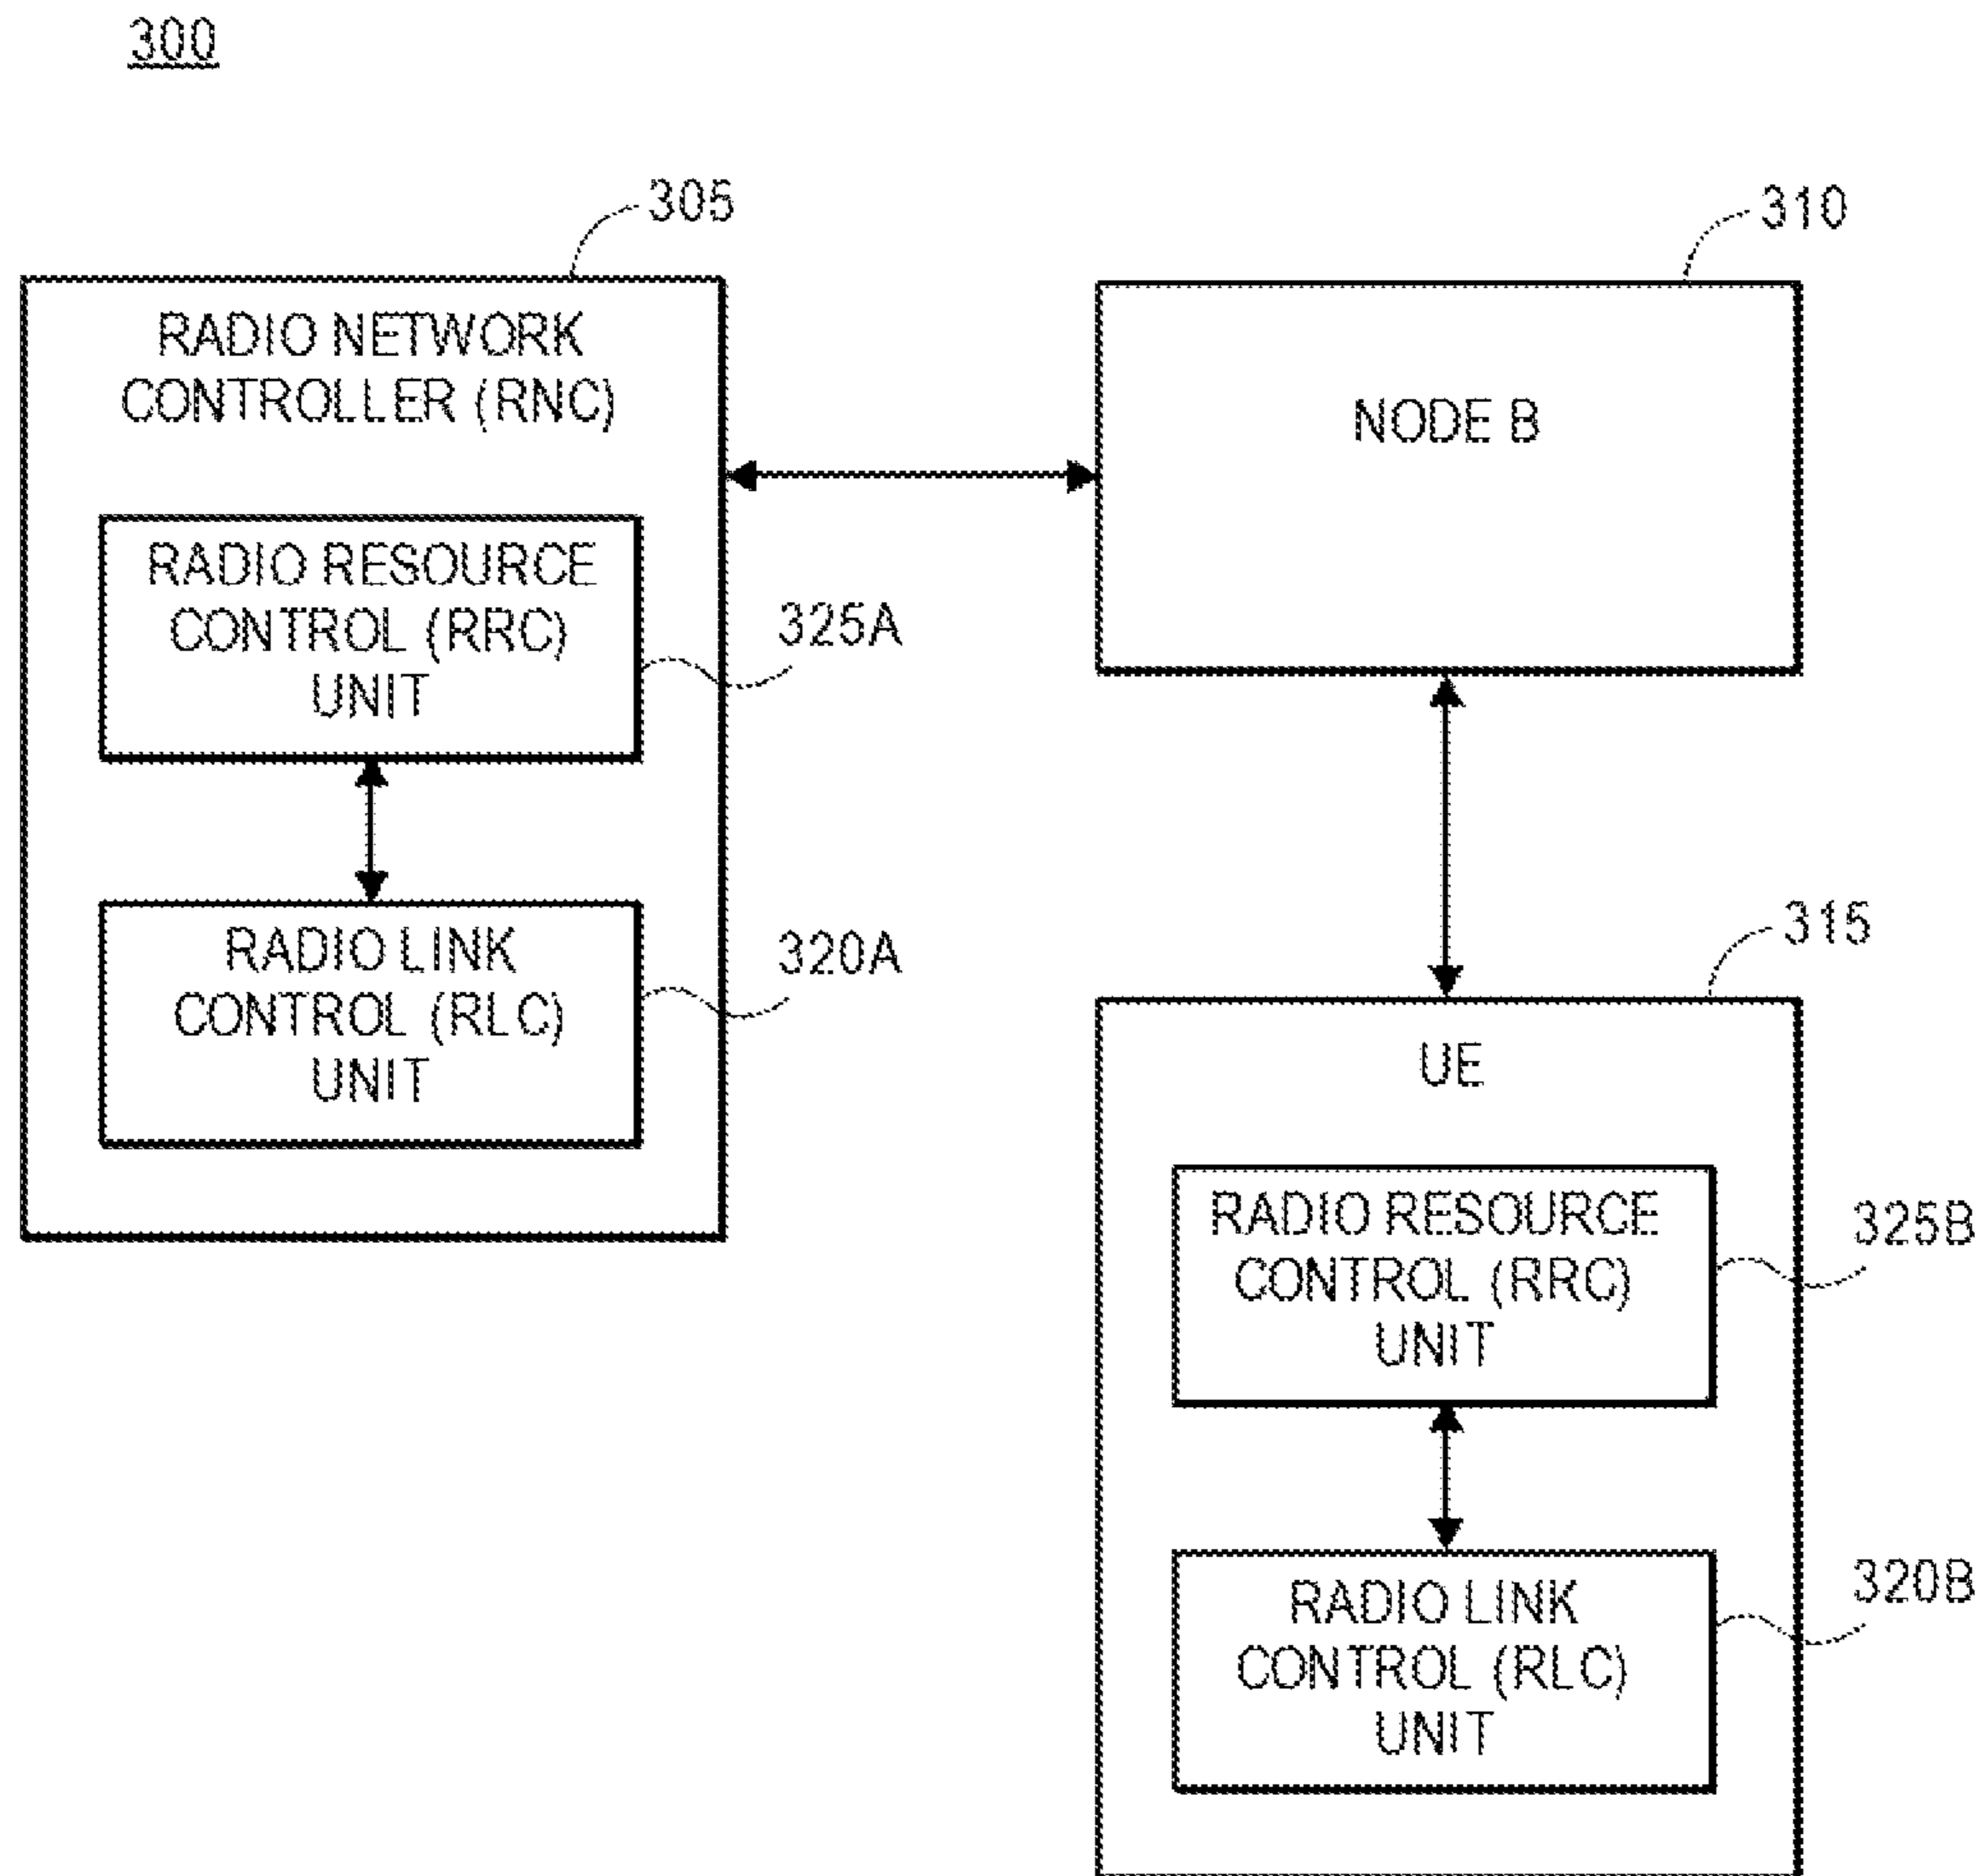 300
305
RADIO NETWORK
CONTROLLER (RNC)
RADIO RESOURCE
CONTROL (RRC)
UNIT
325A
RADIO LINK
CONTROL (RLC)
UNIT
320A
310
NODE B
315
UE
RADIO RESOURCE
CONTROL (RRC)
UNIT
325B
RADIO LINK
CONTROL (RLC)
UNIT
320B